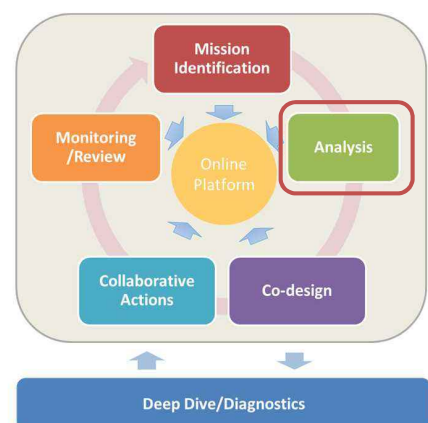 Mission
Identification
Monitoring
/Review
Online
Platform
Analysis
Collaborative
Actions
Co-design
Deep Dive/Diagnostics